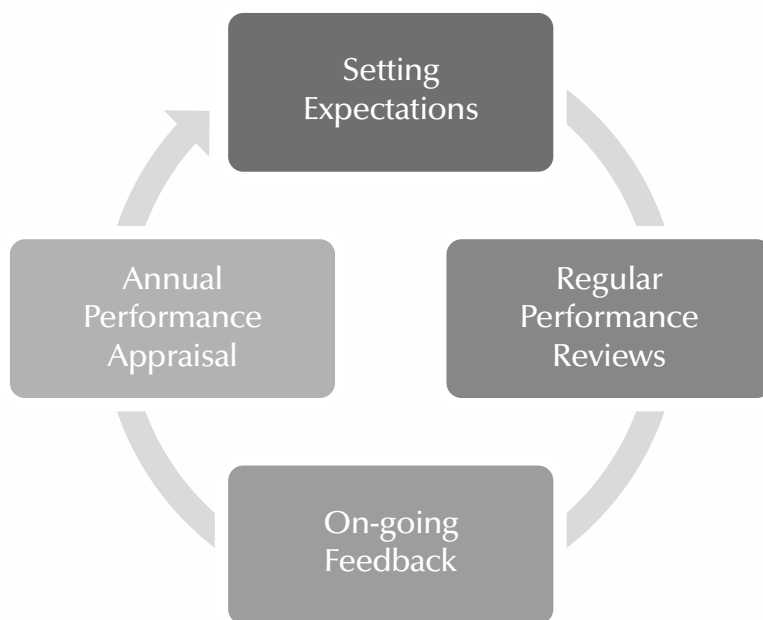 Setting
Expectations
Regular
Performance
Reviews
On-going
Feedback
Annual
Performance
Appraisal